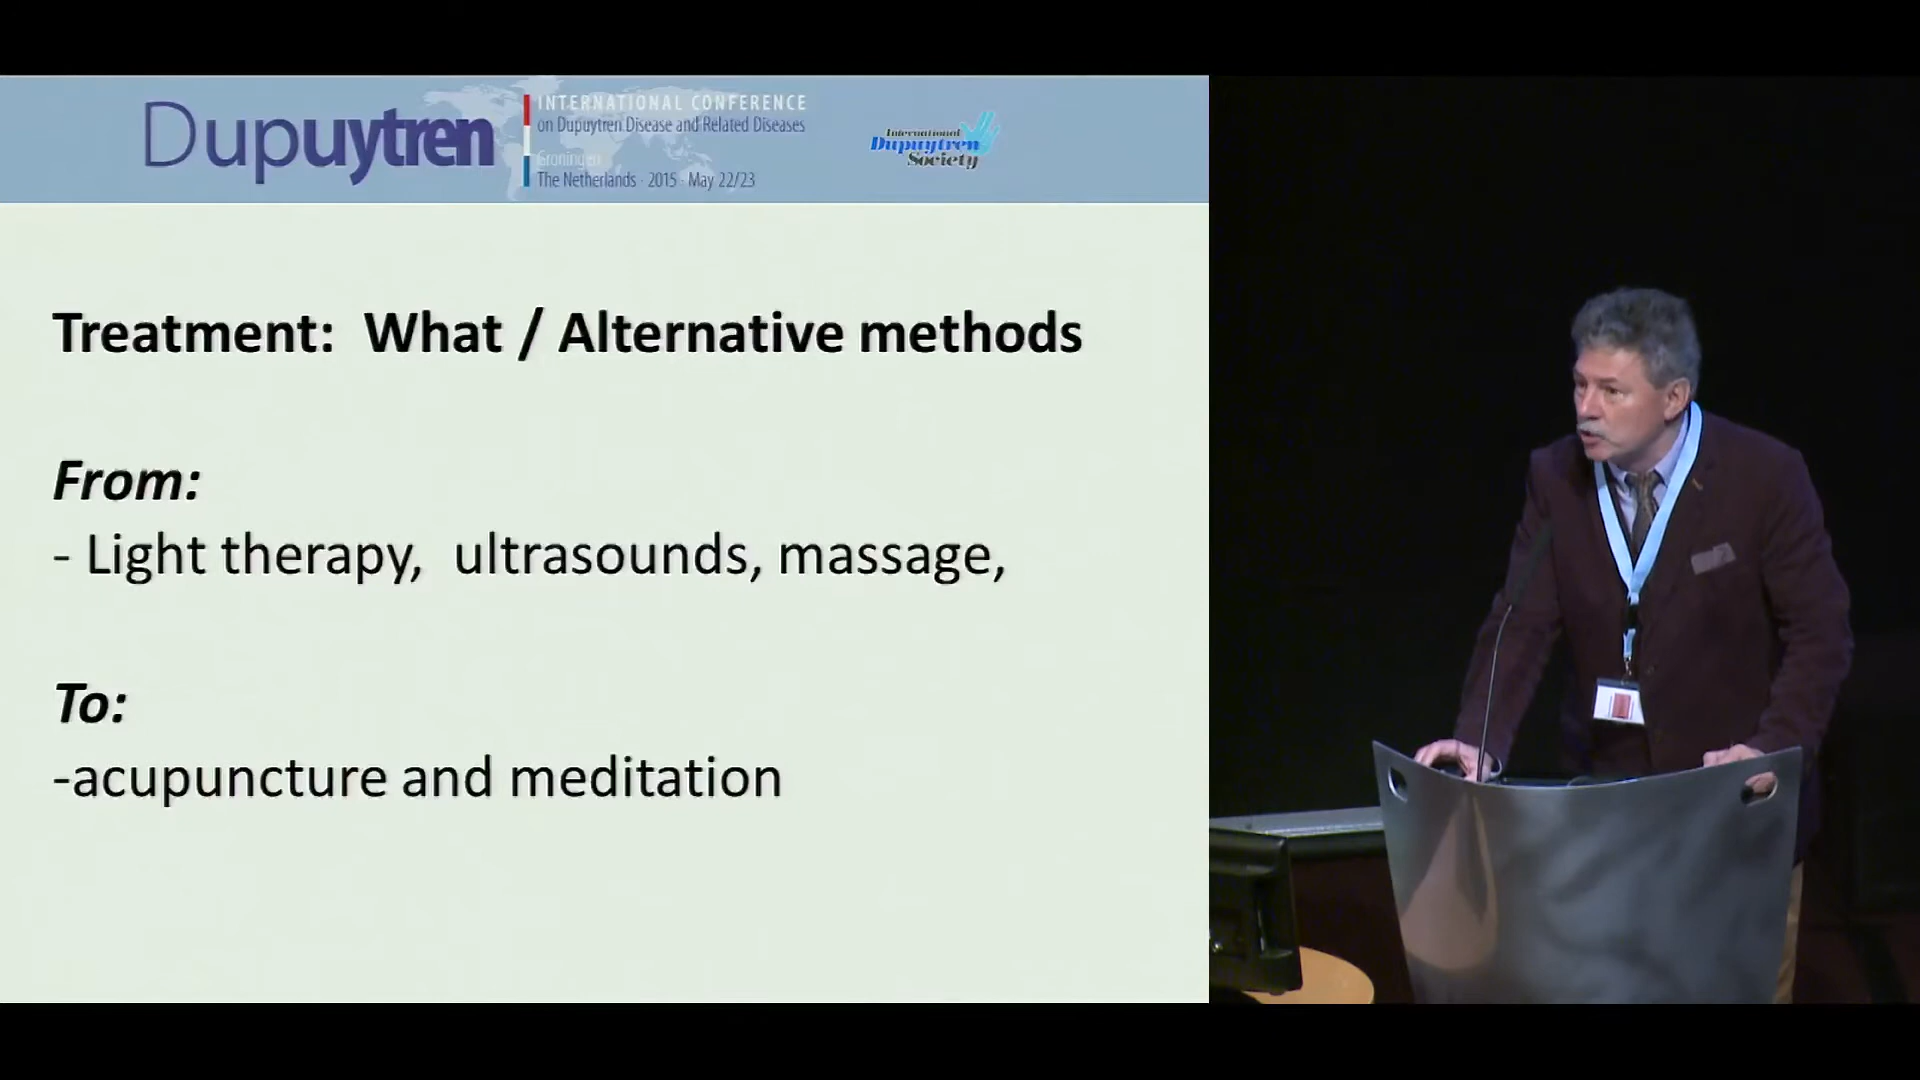 Dupuytren
INTERNATIONAL CONFERENCE
on Dupuytren Disease and Related Diseases
Groningen
The Netherlands · 2015 · May 22/23
International
Dupuytren
Society
Treatment: What / Alternative methods
From:
- Light therapy, ultrasounds, massage,
To:
-acupuncture and meditation